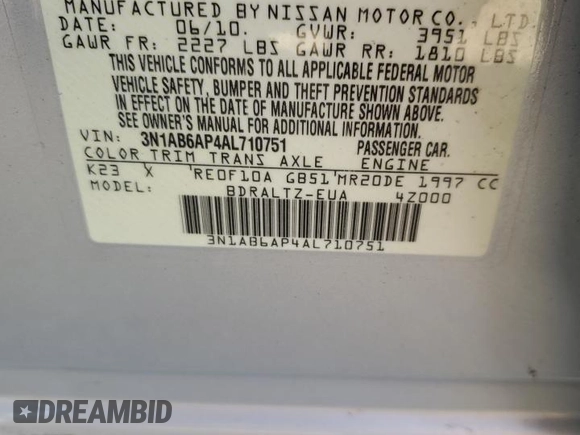 MANUFACTURED BY NISSAN MOTOR CO., LTD.
DATE: 06/10. GVWR: 3951 LBS
GAWR FR: 2227 LBS GAWR RR: 1810 LBS
THIS VEHICLE CONFORMS TO ALL APPLICABLE FEDERAL MOTOR
VEHICLE SAFETY, BUMPER AND THEFT PREVENTION STANDARDS
IN EFFECT ON THE DATE OF MANUFACTURE SHOWN ABOVE.
SEE OWNER'S MANUAL FOR ADDITIONAL INFORMATION.
VIN: 3N1AB6AP4AL710751 PASSENGER CAR.
COLOR TRIM TRANS AXLE ENGINE
K23 X RE0F10A GB51 MR20DE 1997 CC
MODEL: BDRALTZ-EUA 4Z000
3N1AB6AP4AL710751
DREAMBID